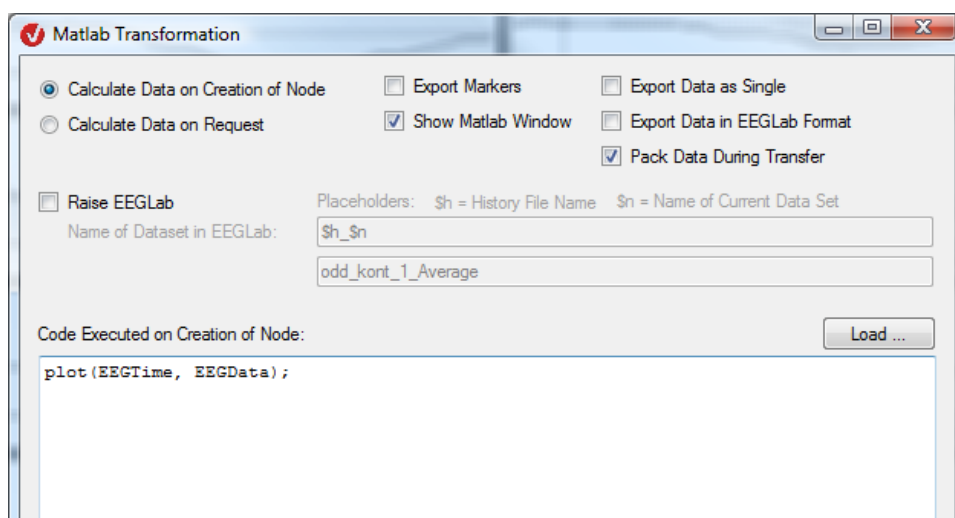 Matlab Transformation
Calculate Data on Creation of Node
Export Markers
Export Data as Single
Calculate Data on Request
Show Matlab Window
Export Data in EEGLab Format
Pack Data During Transfer
Raise EEGLab
Placeholders: $h = History File Name $n = Name of Current Data Set
Name of Dataset in EEGLab:
$h_$n
odd_kont_1_Average
Code Executed on Creation of Node:
Load ...
plot(EEGTime, EEGData);